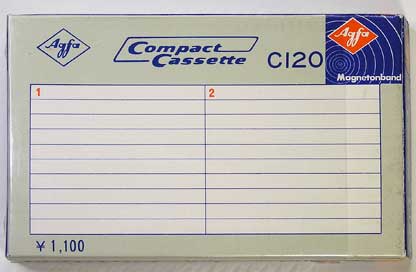 Agfa
Compact
Cassette
C120
Agfa
Magnetonband
1
2
¥ 1,100